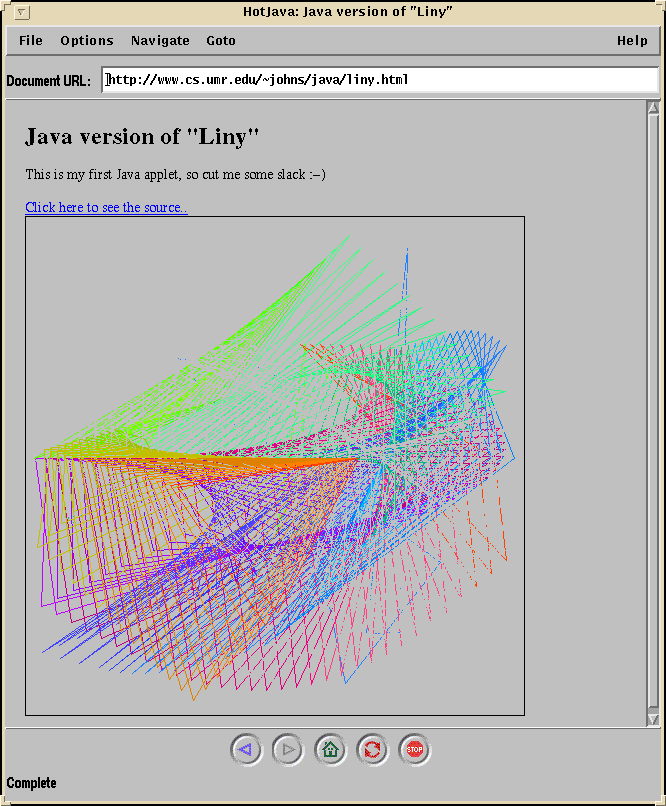 HotJava: Java version of "Liny"
File Options Navigate Goto Help
Document URL: http://www.cs.umr.edu/~johns/java/liny.html
Java version of "Liny"
This is my first Java applet, so cut me some slack :-)
Click here to see the source..
STOP
Complete